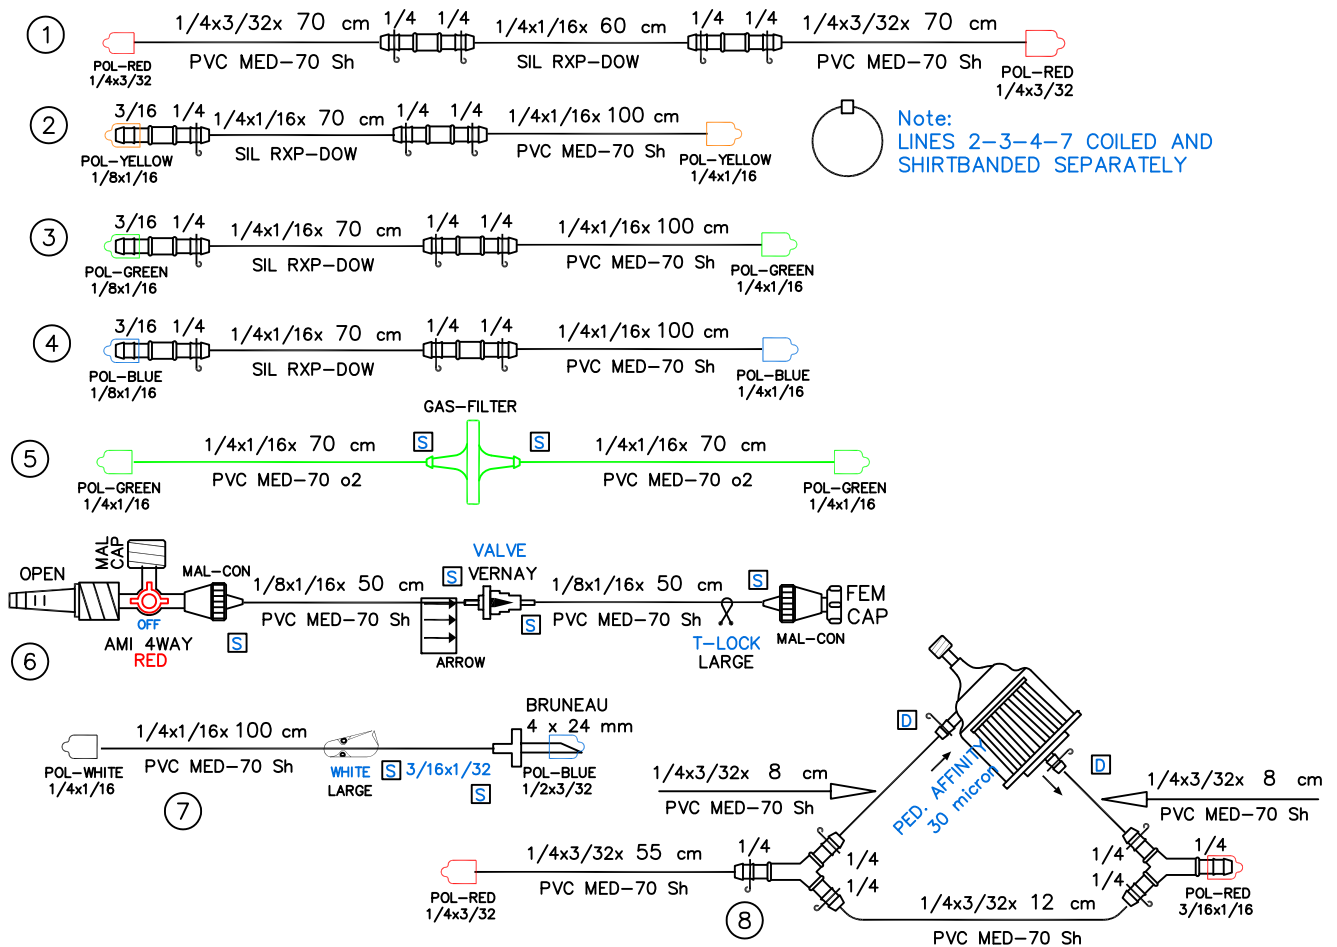 1
1/4x3/32x 70 cm
1/4 1/4
1/4x1/16x 60 cm
1/4 1/4
1/4x3/32x 70 cm
PVC MED-70 Sh
SIL RXP-DOW
PVC MED-70 Sh
POL-RED
1/4x3/32
POL-RED
1/4x3/32
2
3/16 1/4
1/4x1/16x 70 cm
1/4 1/4
1/4x1/16x 100 cm
SIL RXP-DOW
PVC MED-70 Sh
POL-YELLOW
1/8x1/16
POL-YELLOW
1/4x1/16
Note:
LINES 2-3-4-7 COILED AND
SHIRTBANDED SEPARATELY
3
3/16 1/4
1/4x1/16x 70 cm
1/4 1/4
1/4x1/16x 100 cm
SIL RXP-DOW
PVC MED-70 Sh
POL-GREEN
1/8x1/16
POL-GREEN
1/4x1/16
4
3/16 1/4
1/4x1/16x 70 cm
1/4 1/4
1/4x1/16x 100 cm
SIL RXP-DOW
PVC MED-70 Sh
POL-BLUE
1/8x1/16
POL-BLUE
1/4x1/16
GAS-FILTER
5
1/4x1/16x 70 cm
S
S
1/4x1/16x 70 cm
PVC MED-70 o2
PVC MED-70 o2
POL-GREEN
1/4x1/16
POL-GREEN
1/4x1/16
6
OPEN
MAL
CAP
MAL-CON
OFF
AMI 4WAY
RED
S
1/8x1/16x 50 cm
PVC MED-70 Sh
S
VALVE
VERNAY
ARROW
S
1/8x1/16x 50 cm
PVC MED-70 Sh
S
T-LOCK
LARGE
MAL-CON
FEM
CAP
7
1/4x1/16x 100 cm
PVC MED-70 Sh
POL-WHITE
1/4x1/16
WHITE
LARGE
S 3/16x1/32
S
BRUNEAU
4 x 24 mm
POL-BLUE
1/2x3/32
D
D
PED. AFFINITY
30 micron
1/4x3/32x 8 cm
PVC MED-70 Sh
1/4x3/32x 8 cm
PVC MED-70 Sh
1/4x3/32x 55 cm
PVC MED-70 Sh
POL-RED
1/4x3/32
1/4
1/4
1/4
8
1/4
1/4
1/4
1/4x3/32x 12 cm
PVC MED-70 Sh
POL-RED
3/16x1/16